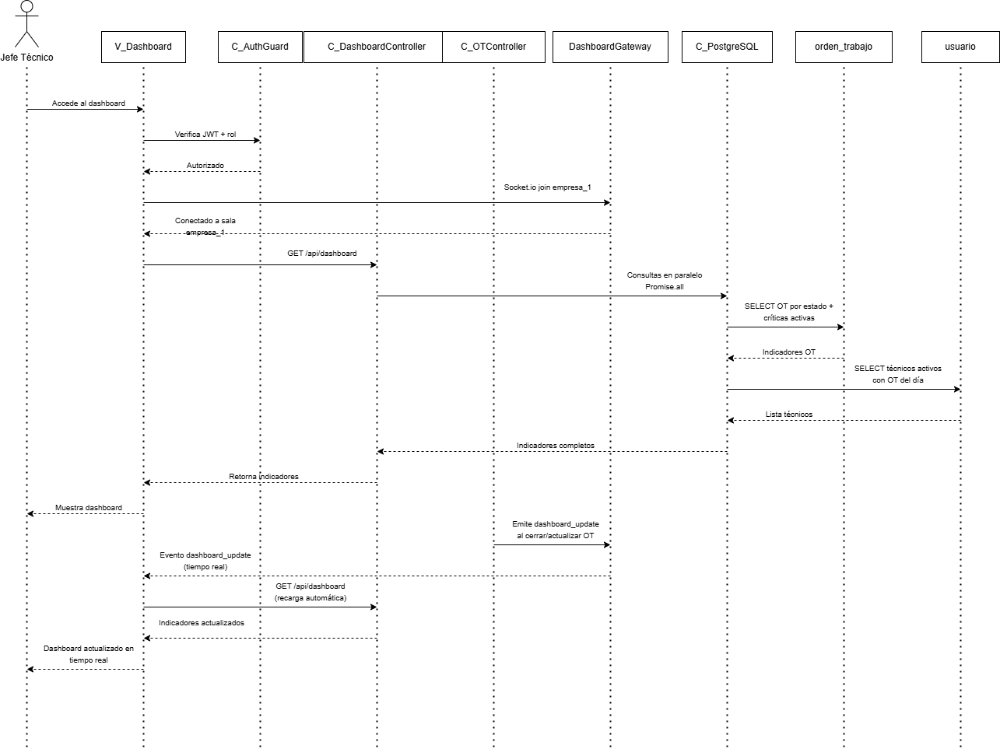 Jefe Técnico
V_Dashboard
C_AuthGuard
C_DashboardController
C_OTController
DashboardGateway
C_PostgreSQL
orden_trabajo
usuario
Accede al dashboard
Verifica JWT + rol
Autorizado
Socket.io join empresa_1
Conectado a sala
empresa_1
GET /api/dashboard
Consultas en paralelo
Promise.all
SELECT OT por estado +
críticas activas
Indicadores OT
SELECT técnicos activos
con OT del día
Lista técnicos
Indicadores completos
Retorna indicadores
Muestra dashboard
Emite dashboard_update
al cerrar/actualizar OT
Evento dashboard_update
(tiempo real)
GET /api/dashboard
(recarga automática)
Indicadores actualizados
Dashboard actualizado en
tiempo real